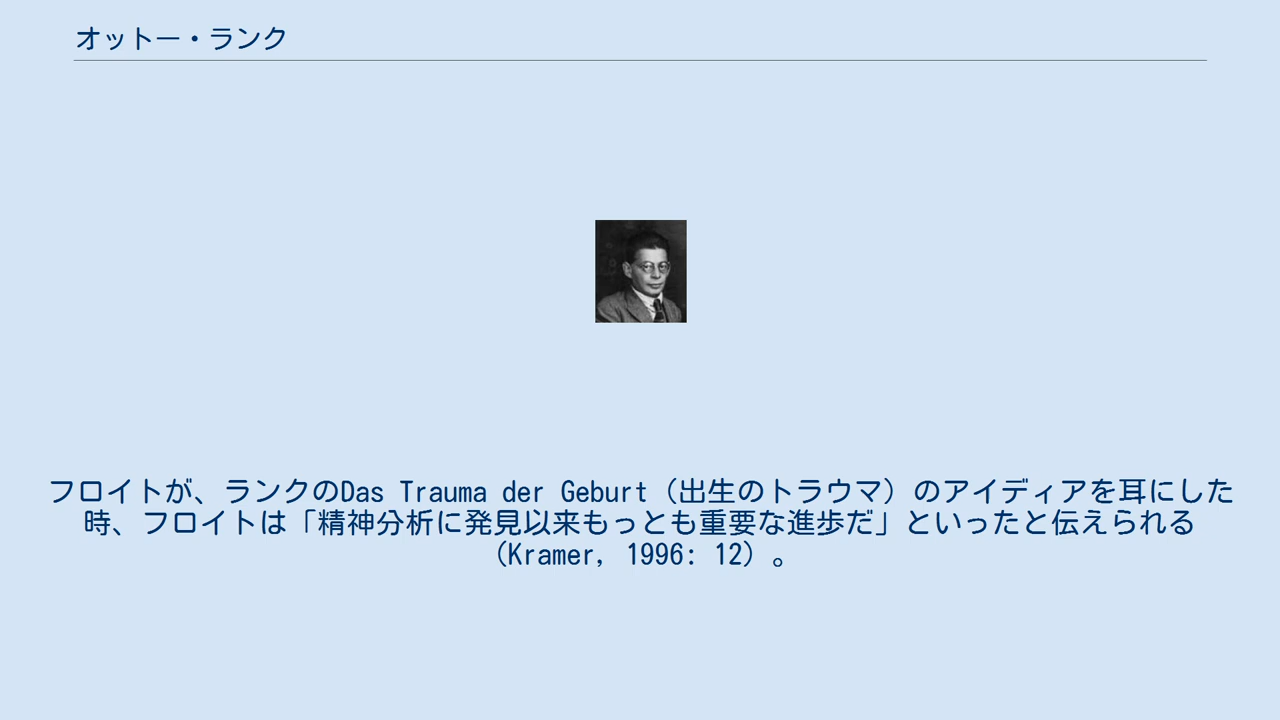 オットー・ランク
フロイトが、ランクのDas Trauma der Geburt（出生のトラウマ）のアイディアを耳にした
時、フロイトは「精神分析に発見以来もっとも重要な進歩だ」といったと伝えられる
（Kramer, 1996: 12）。